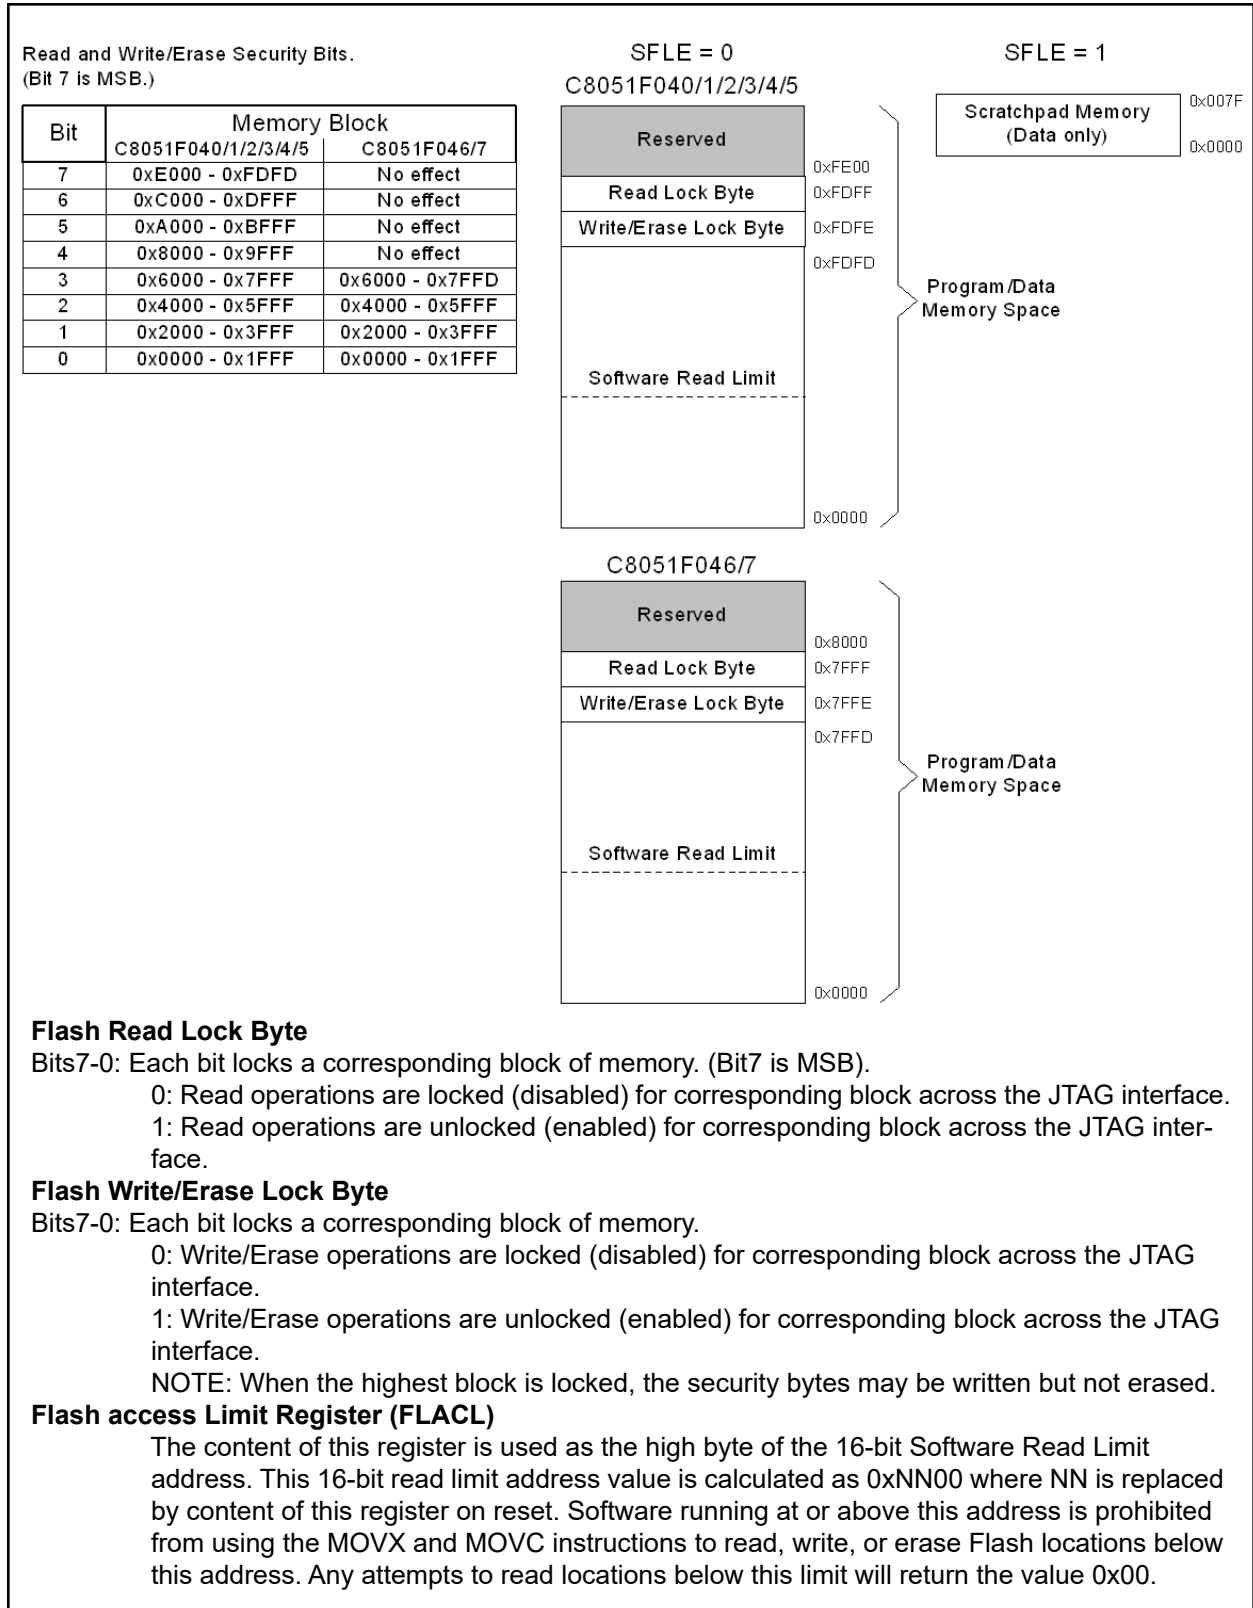 Read and Write/Erase Security Bits.
(Bit 7 is MSB.)
Bit Memory Block
C8051F040/1/2/3/4/5 C8051F046/7
7 0xE000 - 0xFDFD No effect
6 0xC000 - 0xDFFF No effect
5 0xA000 - 0xBFFF No effect
4 0x8000 - 0x9FFF No effect
3 0x6000 - 0x7FFF 0x6000 - 0x7FFD
2 0x4000 - 0x5FFF 0x4000 - 0x5FFF
1 0x2000 - 0x3FFF 0x2000 - 0x3FFF
0 0x0000 - 0x1FFF 0x0000 - 0x1FFF
SFLE = 0
C8051F040/1/2/3/4/5
Reserved
0xFE00
Read Lock Byte 0xFDFF
Write/Erase Lock Byte 0xFDFE
0xFDFD
Software Read Limit
0x0000
Program/Data
Memory Space
SFLE = 1
Scratchpad Memory
(Data only)
0x007F
0x0000
C8051F046/7
Reserved
0x8000
Read Lock Byte 0x7FFF
Write/Erase Lock Byte 0x7FFE
0x7FFD
Software Read Limit
0x0000
Program/Data
Memory Space
Flash Read Lock Byte
Bits7-0: Each bit locks a corresponding block of memory. (Bit7 is MSB).
0: Read operations are locked (disabled) for corresponding block across the JTAG interface.
1: Read operations are unlocked (enabled) for corresponding block across the JTAG inter-
face.
Flash Write/Erase Lock Byte
Bits7-0: Each bit locks a corresponding block of memory.
0: Write/Erase operations are locked (disabled) for corresponding block across the JTAG
interface.
1: Write/Erase operations are unlocked (enabled) for corresponding block across the JTAG
interface.
NOTE: When the highest block is locked, the security bytes may be written but not erased.
Flash access Limit Register (FLACL)
The content of this register is used as the high byte of the 16-bit Software Read Limit
address. This 16-bit read limit address value is calculated as 0xNN00 where NN is replaced
by content of this register on reset. Software running at or above this address is prohibited
from using the MOVX and MOVC instructions to read, write, or erase Flash locations below
this address. Any attempts to read locations below this limit will return the value 0x00.